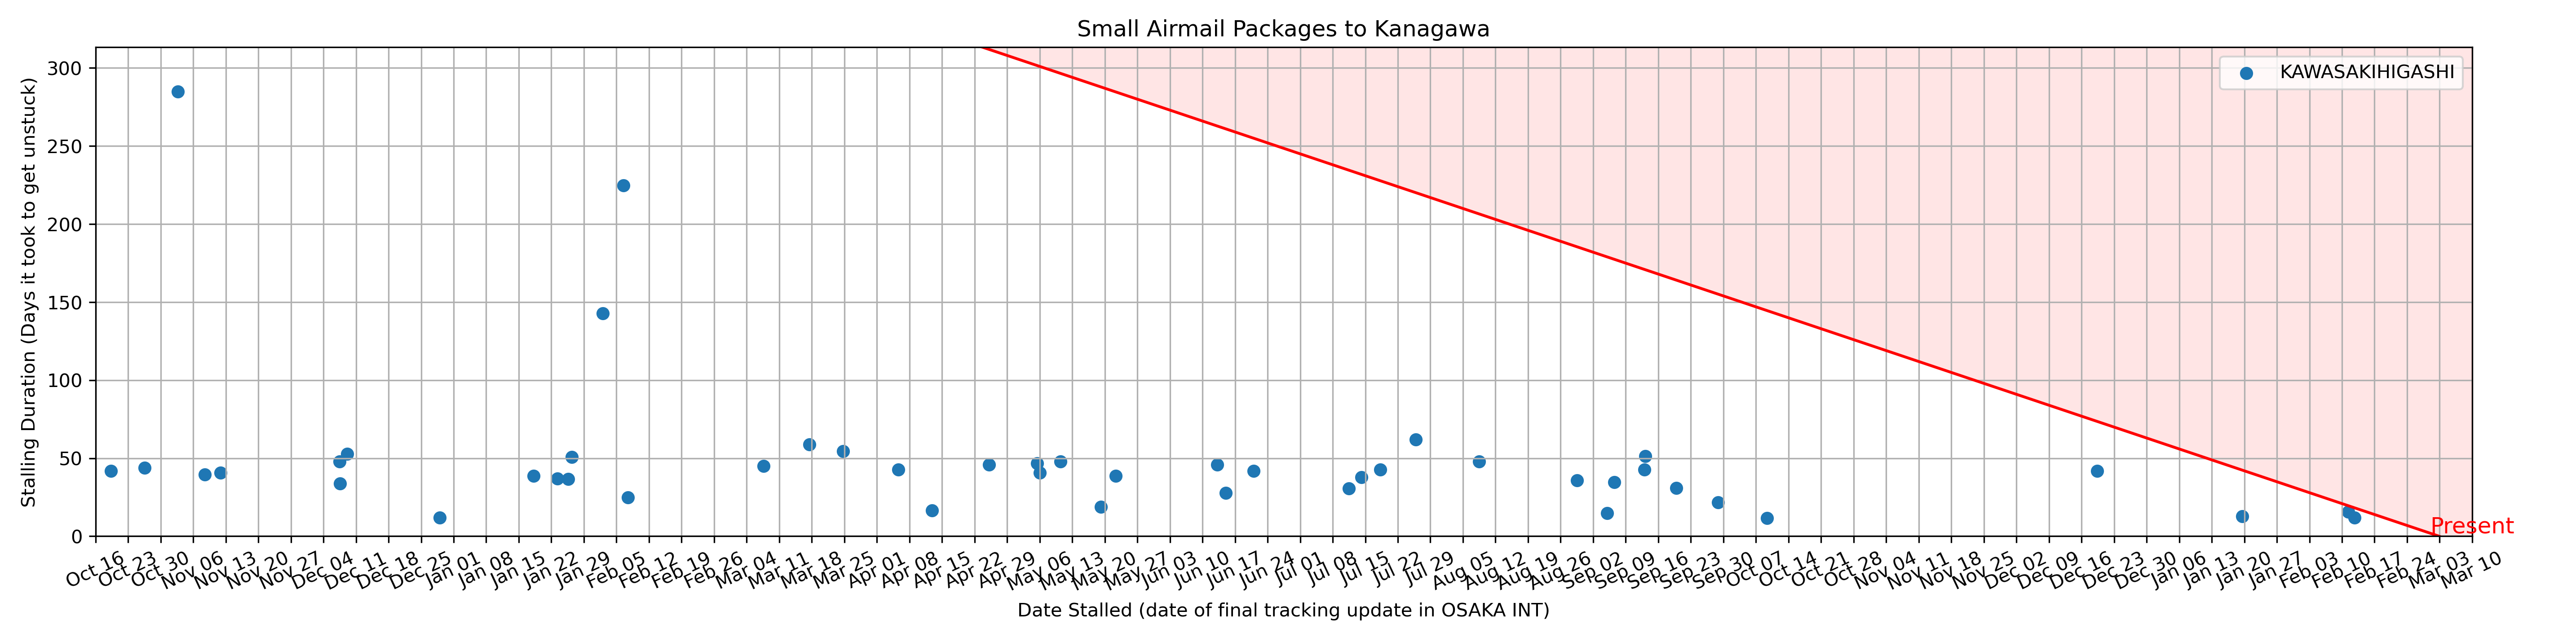 Small Airmail Packages to Kanagawa
Stalling Duration (Days it took to get unstuck)
300
250
200
150
100
50
0
KAWASAKIHIGASHI
Present
Oct 16
Oct 23
Oct 30
Nov 06
Nov 13
Nov 20
Nov 27
Dec 04
Dec 11
Dec 18
Dec 25
Jan 01
Jan 08
Jan 15
Jan 22
Jan 29
Feb 05
Feb 12
Feb 19
Feb 26
Mar 04
Mar 11
Mar 18
Mar 25
Apr 01
Apr 08
Apr 15
Apr 22
Apr 29
May 06
May 13
May 20
May 27
Jun 03
Jun 10
Jun 17
Jun 24
Jul 01
Jul 08
Jul 15
Jul 22
Jul 29
Aug 05
Aug 12
Aug 19
Aug 26
Sep 02
Sep 09
Sep 16
Sep 23
Sep 30
Oct 07
Oct 14
Oct 21
Oct 28
Nov 04
Nov 11
Nov 18
Nov 25
Dec 02
Dec 09
Dec 16
Dec 23
Dec 30
Jan 06
Jan 13
Jan 20
Jan 27
Feb 03
Feb 10
Feb 17
Feb 24
Mar 03
Mar 10
Date Stalled (date of final tracking update in OSAKA INT)